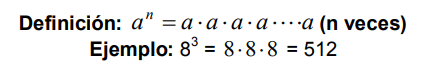 Definición: aⁿ = a · a · a · a · ··· a (n veces)
Ejemplo: 8³ = 8 · 8 · 8 = 512